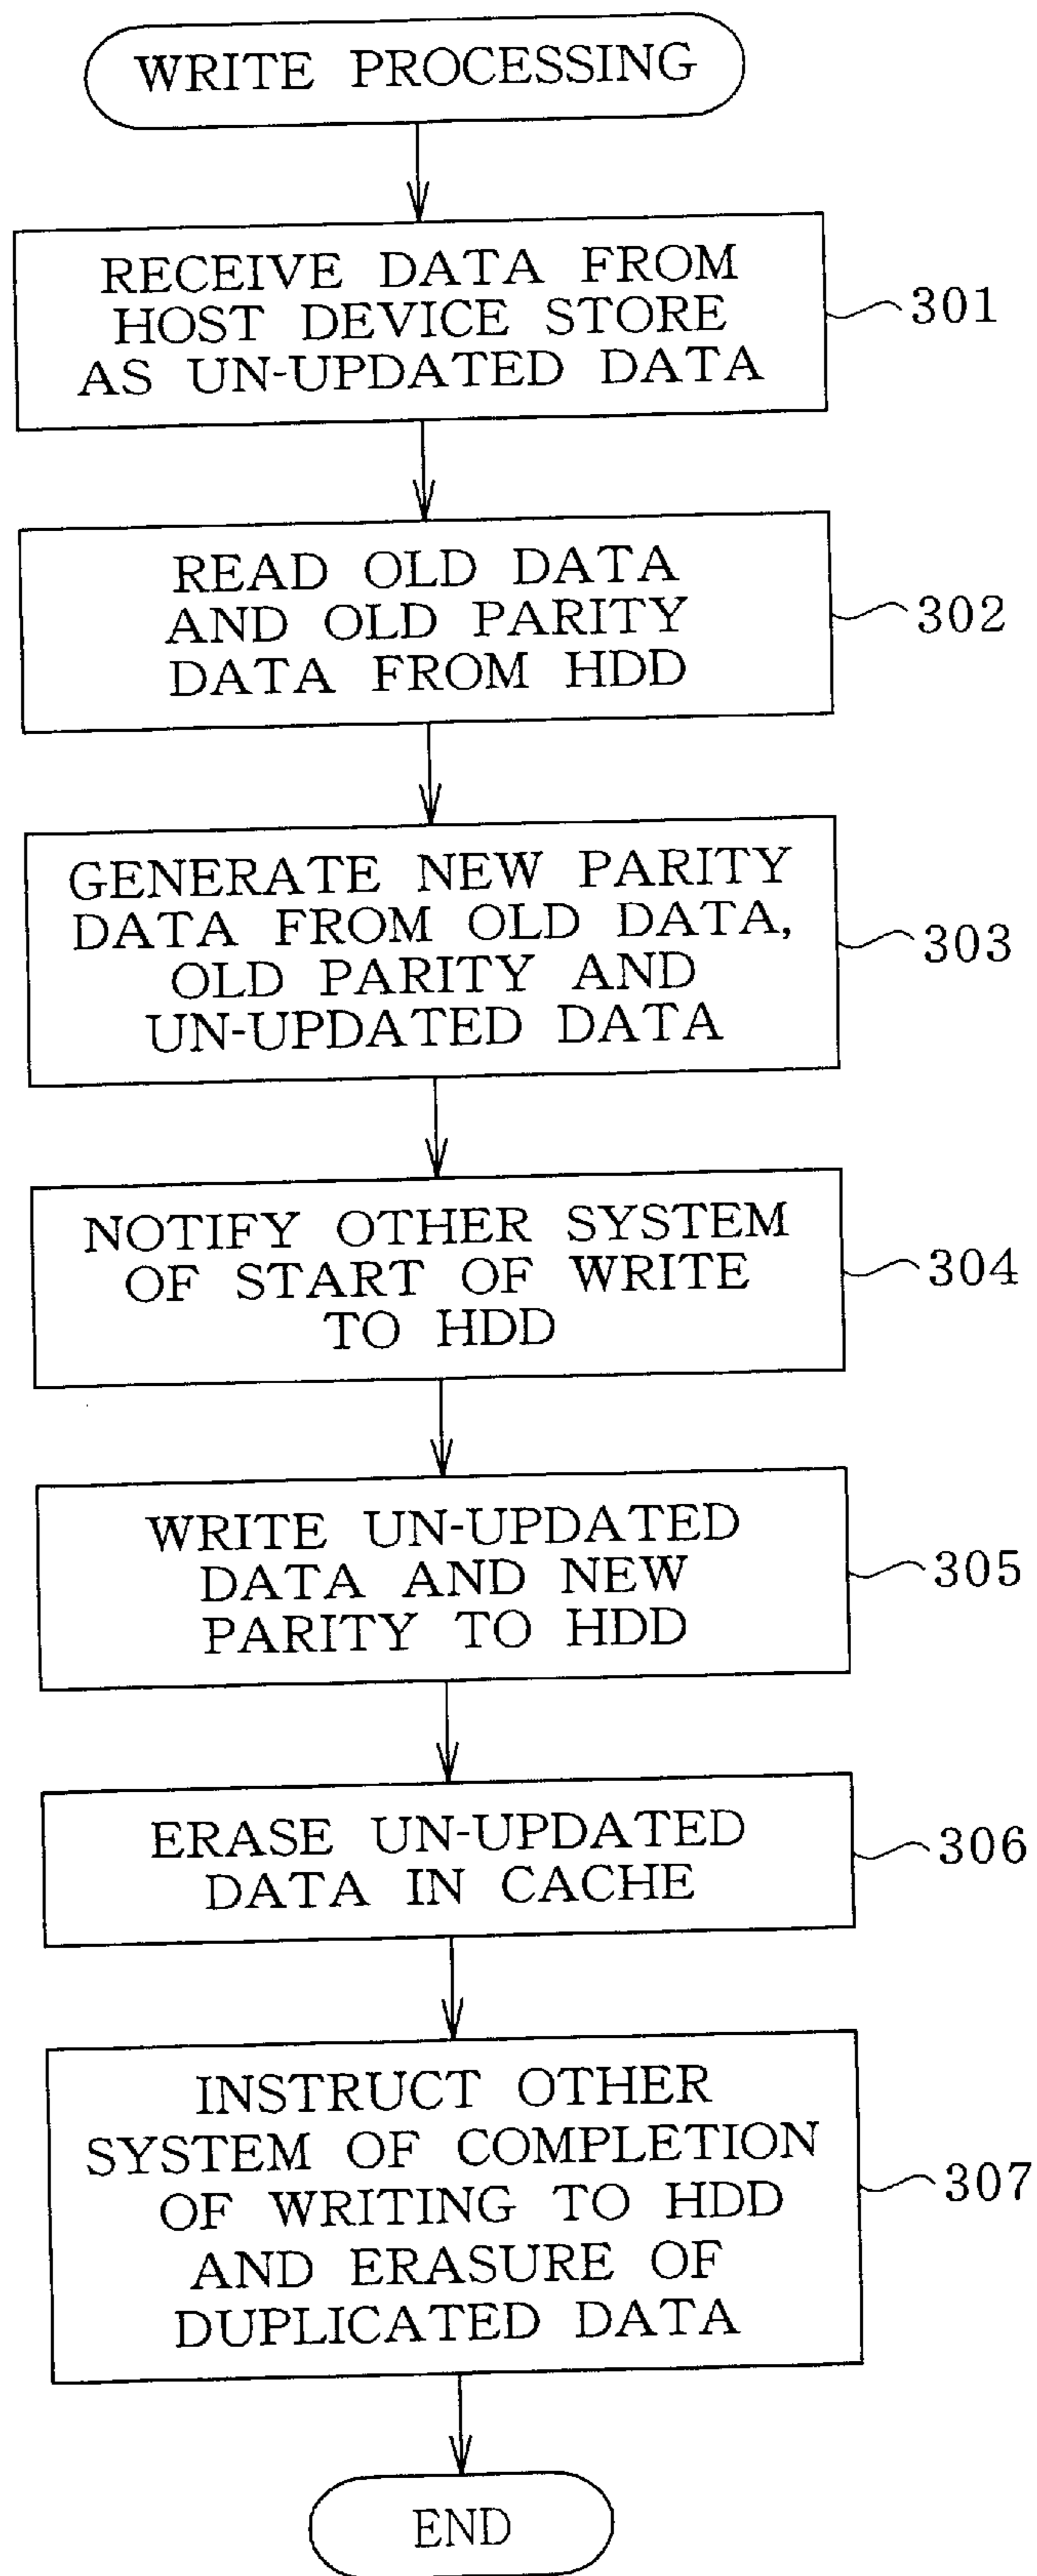 WRITE PROCESSING
RECEIVE DATA FROM
HOST DEVICE STORE
AS UN-UPDATED DATA
301
READ OLD DATA
AND OLD PARITY
DATA FROM HDD
302
GENERATE NEW PARITY
DATA FROM OLD DATA,
OLD PARITY AND
UN-UPDATED DATA
303
NOTIFY OTHER SYSTEM
OF START OF WRITE
TO HDD
304
WRITE UN-UPDATED
DATA AND NEW
PARITY TO HDD
305
ERASE UN-UPDATED
DATA IN CACHE
306
INSTRUCT OTHER
SYSTEM OF COMPLETION
OF WRITING TO HDD
AND ERASURE OF
DUPLICATED DATA
307
END